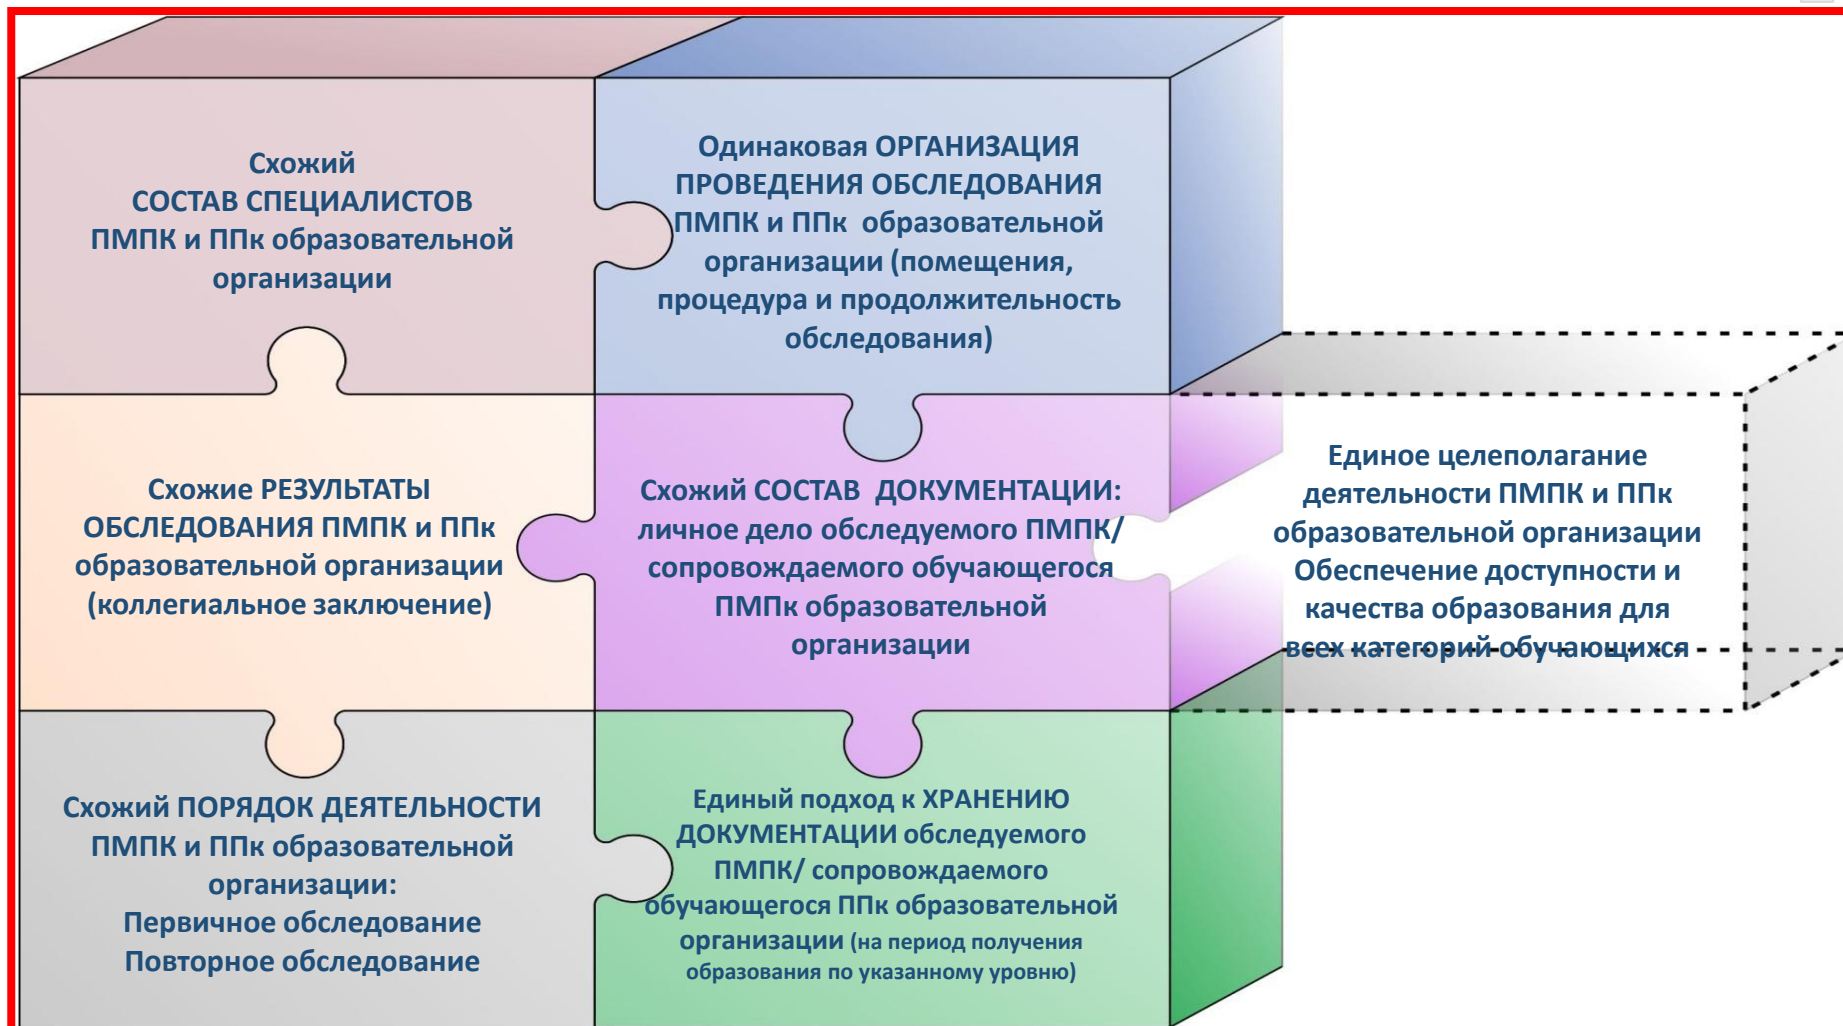 Схожий
СОСТАВ СПЕЦИАЛИСТОВ
ПМПК и ППк образовательной
организации
Одинаковая ОРГАНИЗАЦИЯ
ПРОВЕДЕНИЯ ОБСЛЕДОВАНИЯ
ПМПК и ППк образовательной
организации (помещения,
процедура и продолжительность
обследования)
Схожие РЕЗУЛЬТАТЫ
ОБСЛЕДОВАНИЯ ПМПК и ППк
образовательной организации
(коллегиальное заключение)
Схожий СОСТАВ ДОКУМЕНТАЦИИ:
личное дело обследуемого ПМПК/
сопровождаемого обучающегося
ПМПк образовательной
организации
Единое целеполагание
деятельности ПМПК и ППк
образовательной организации
Обеспечение доступности и
качества образования для
всех категорий обучающихся
Схожий ПОРЯДОК ДЕЯТЕЛЬНОСТИ
ПМПК и ППк образовательной
организации:
Первичное обследование
Повторное обследование
Единый подход к ХРАНЕНИЮ
ДОКУМЕНТАЦИИ обследуемого
ПМПК/ сопровождаемого
обучающегося ППк образовательной
организации (на период получения
образования по указанному уровню)